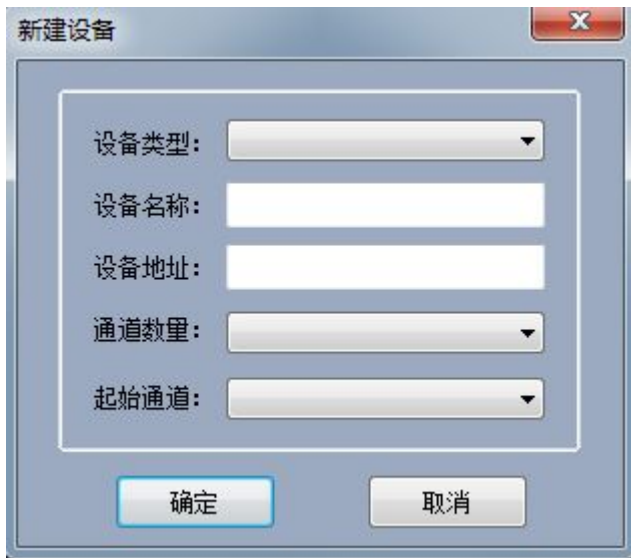 新建设备
设备类型：
设备名称：
设备地址：
通道数量：
起始通道：
确定 取消